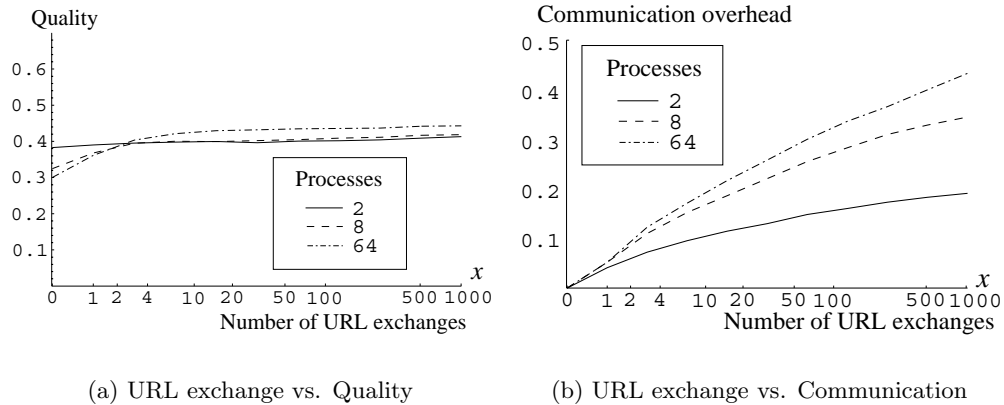 Quality
0.6
0.5
0.4
0.3
0.2
0.1
Processes
2
8
64
x
0 1 2 4 10 20 50 100 500 1000
Number of URL exchanges
(a) URL exchange vs. Quality
Communication overhead
0.5
0.4
0.3
0.2
0.1
Processes
2
8
64
x
0 1 2 4 10 20 50 100 500 1000
Number of URL exchanges
(b) URL exchange vs. Communication